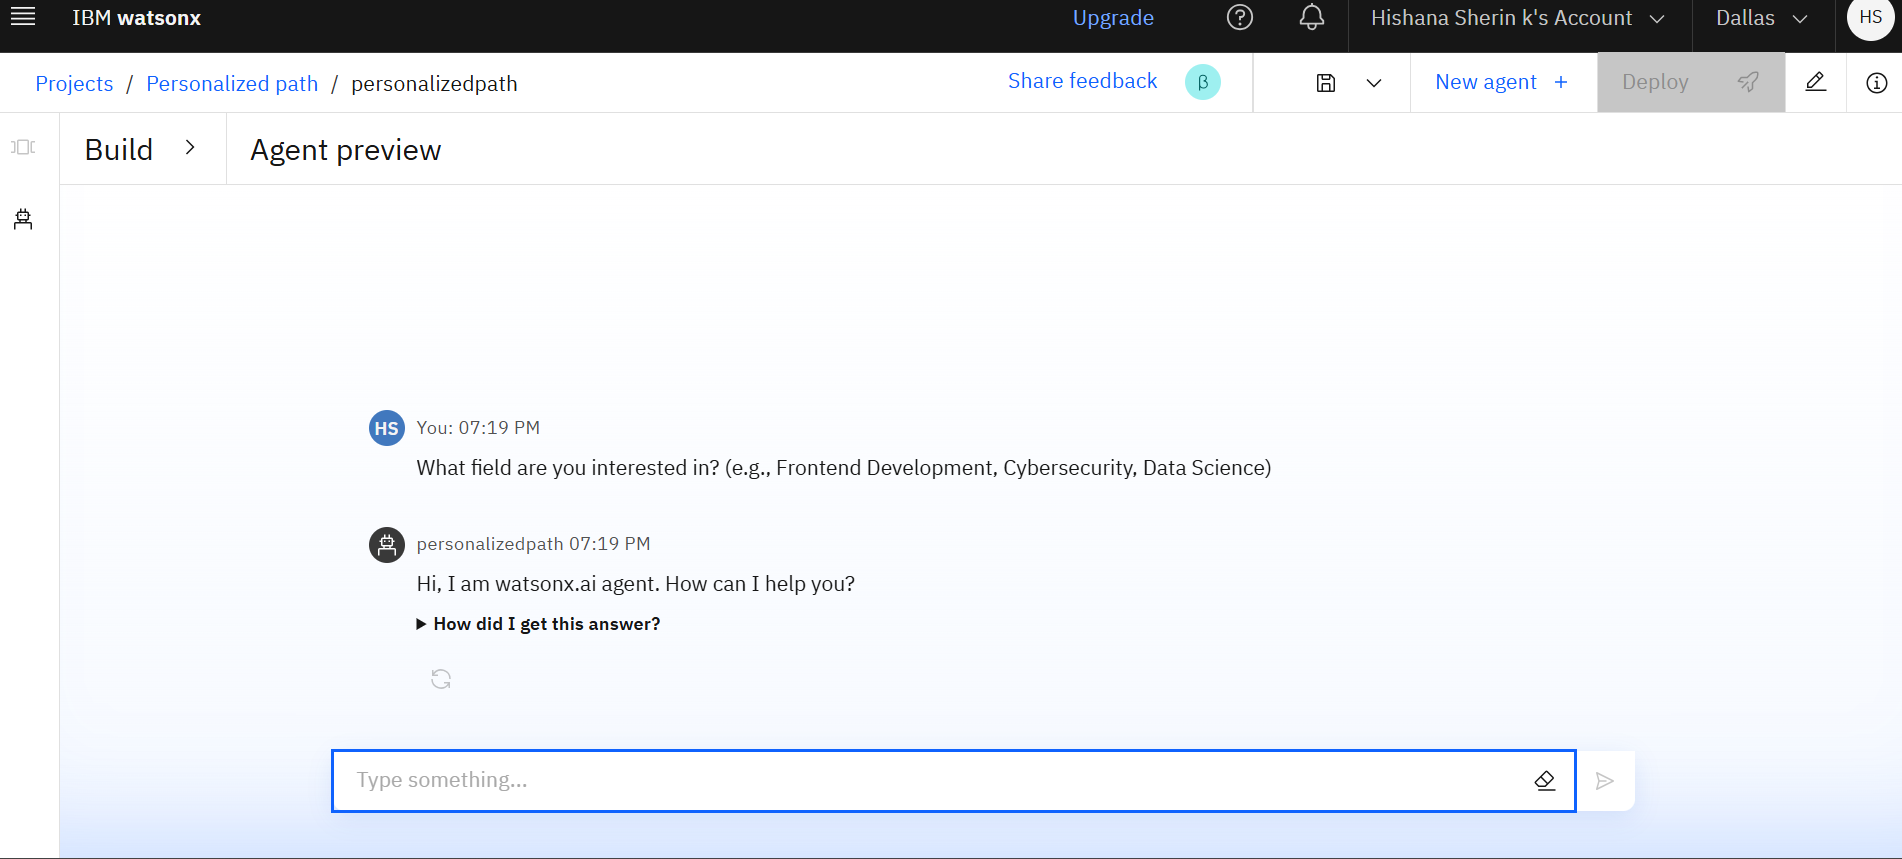 IBM watsonx
Upgrade
Hishana Sherin k's Account
Dallas
HS
Projects / Personalized path / personalizedpath
Share feedback
β
New agent +
Deploy
Build
Agent preview
HS
You: 07:19 PM
What field are you interested in? (e.g., Frontend Development, Cybersecurity, Data Science)
personalizedpath 07:19 PM
Hi, I am watsonx.ai agent. How can I help you?
How did I get this answer?
Type something...